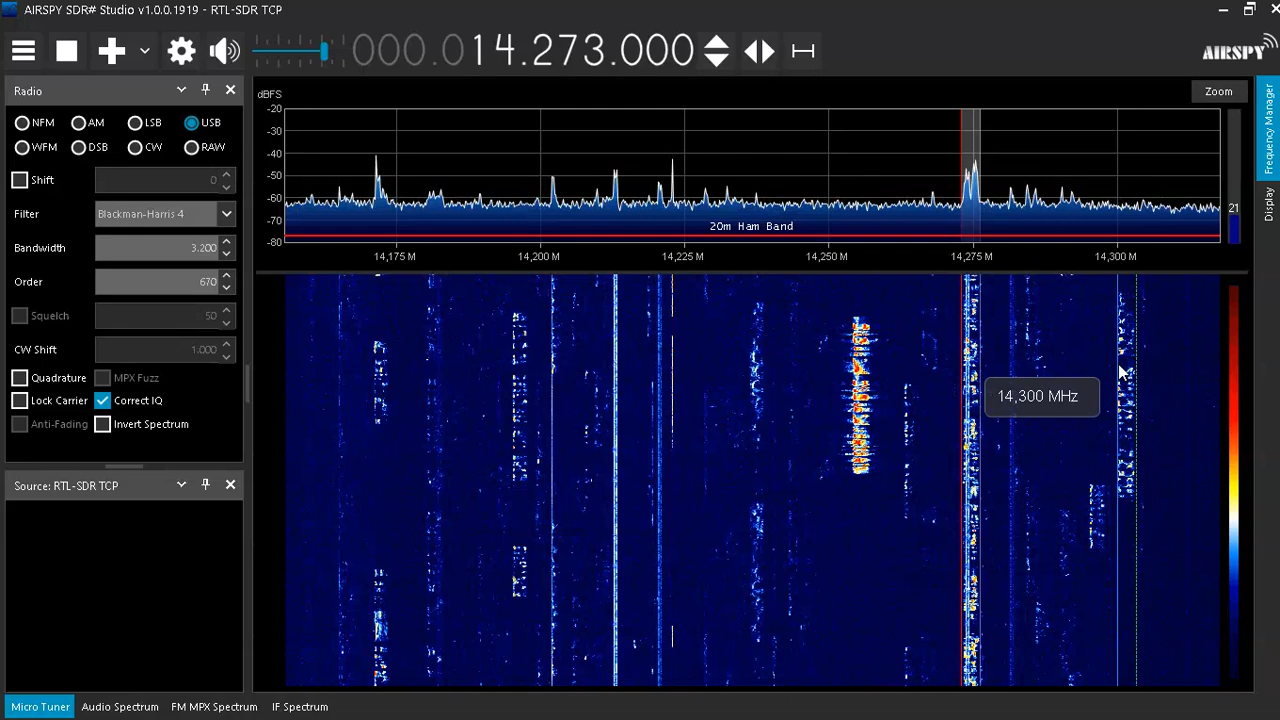 AIRSPY SDR# Studio v1.0.0.1919 - RTL-SDR TCP
000.014.273.000
AIRSPY
Radio
NFM AM LSB USB
WFM DSB CW RAW
Shift 0
Filter Blackman-Harris 4
Bandwidth 3.200
Order 670
Squelch 50
CW Shift 1.000
Quadrature MPX Fuzz
Lock Carrier Correct IQ
Anti-Fading Invert Spectrum
Source: RTL-SDR TCP
dBFS
Zoom
-20
-30
-40
-50
-60
-70
-80
20m Ham Band
21
14,175 M 14,200 M 14,225 M 14,250 M 14,275 M 14,300 M
14,300 MHz
Frequency Manager
Display
Micro Tuner Audio Spectrum FM MPX Spectrum IF Spectrum